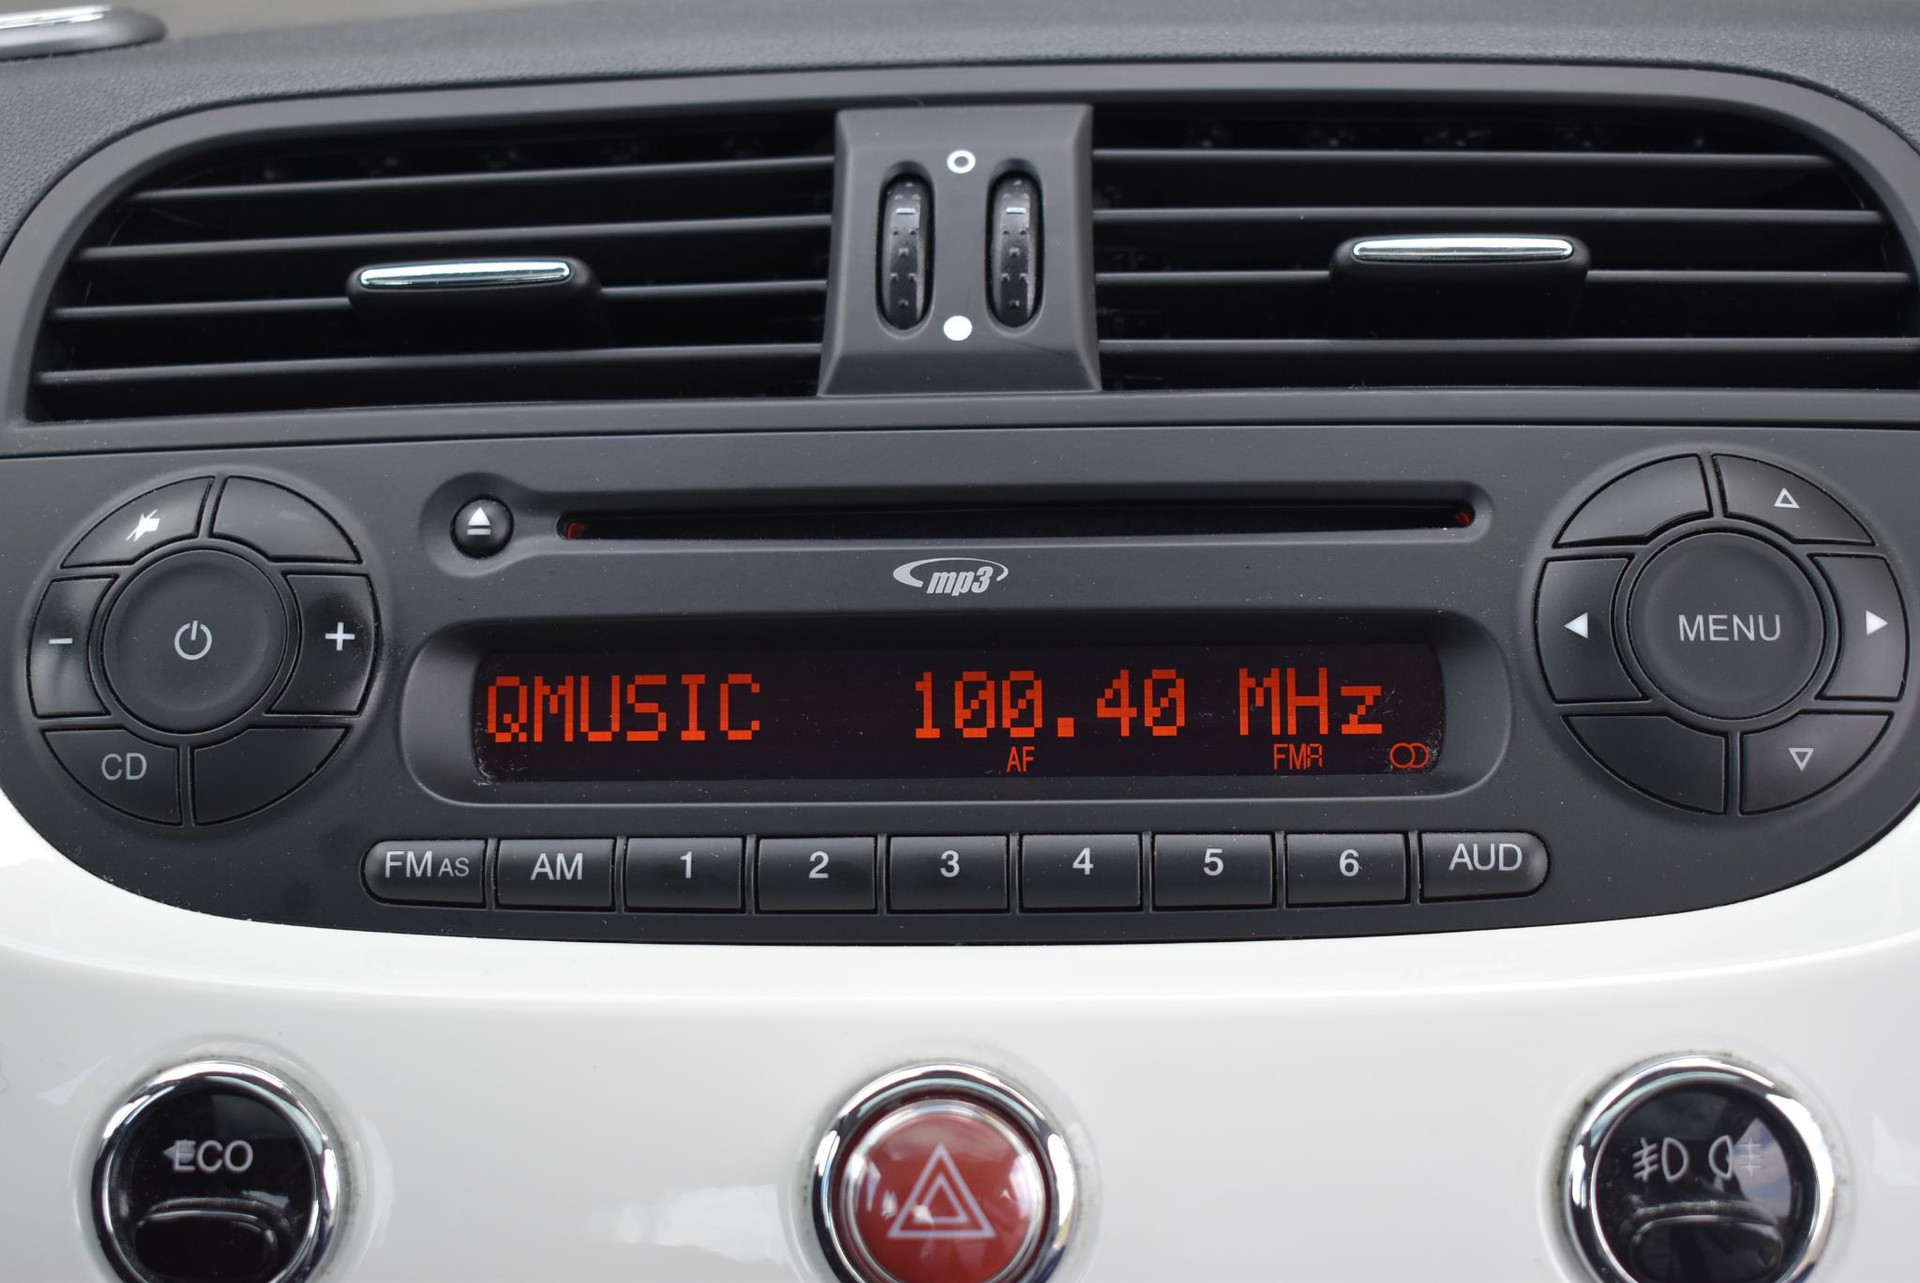 mp3
MENU
QMUSIC 100.40 MHz
AF FMA
CD
FM AS AM 1 2 3 4 5 6 AUD
ECO